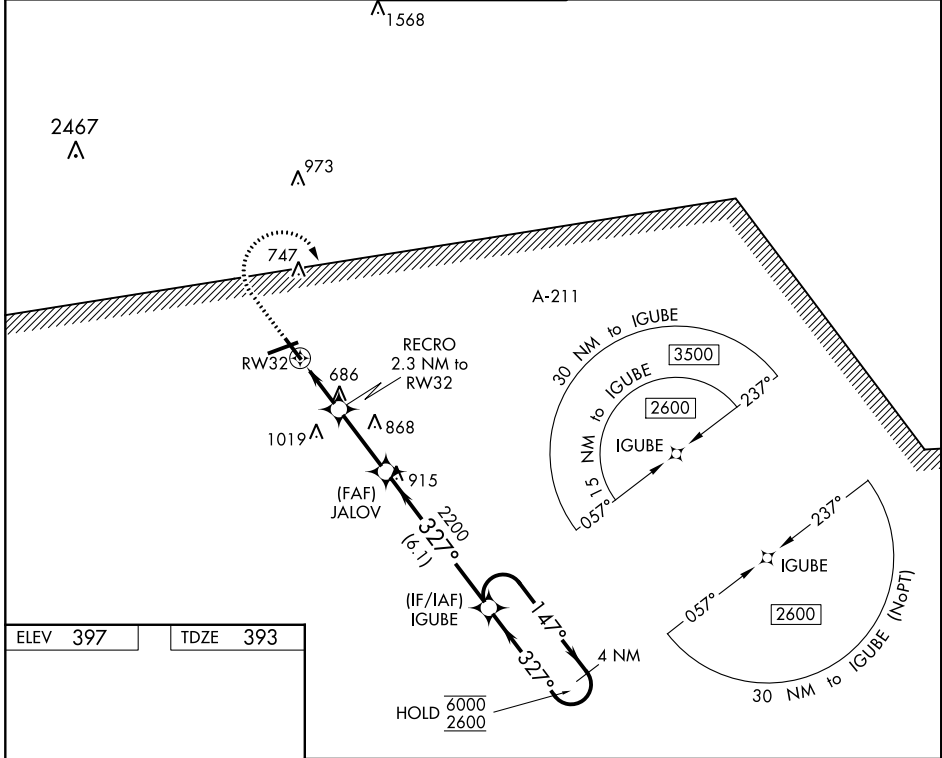 1568
2467
973
747
A-211
RECRO
2.3 NM to
RW32
RW32
686
1019
868
915
(FAF)
JALOV
2200
327°
(6.1)
(IF/IAF)
IGUBE
147°
327°
4 NM
HOLD 6000
2600
30 NM to IGUBE
3500
15 NM to IGUBE
2600
IGUBE
237°
057°
237°
IGUBE
057°
2600
30 NM to IGUBE (NoPT)
ELEV 397
TDZE 393